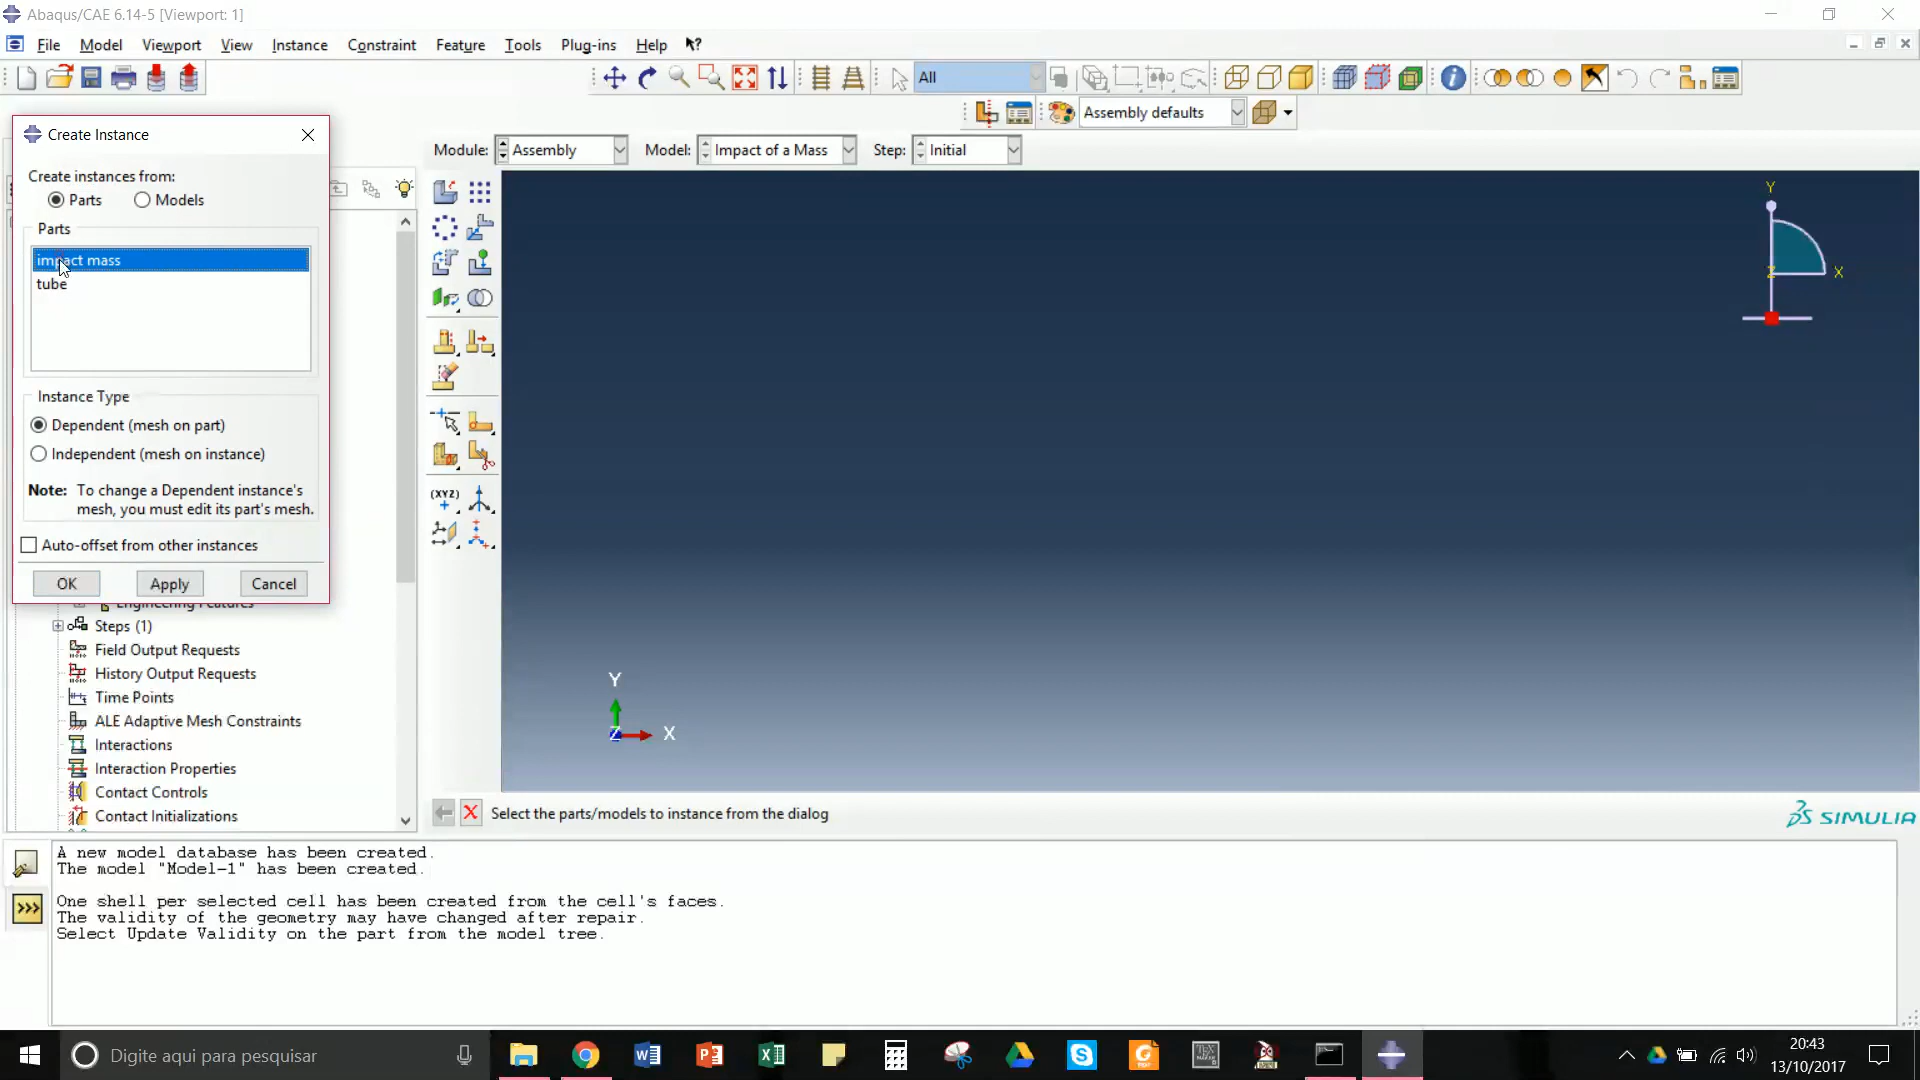 Abaqus/CAE 6.14-5 [Viewport: 1]
File Model Viewport View Instance Constraint Feature Tools Plug-ins Help
All
Assembly defaults
Module: Assembly Model: Impact of a Mass Step: Initial
Create Instance
Create instances from:
Parts Models
Parts
impact mass
tube
Instance Type
Dependent (mesh on part)
Independent (mesh on instance)
Note: To change a Dependent instance's
mesh, you must edit its part's mesh.
Auto-offset from other instances
OK Apply Cancel
Engineering Features
Steps (1)
Field Output Requests
History Output Requests
Time Points
ALE Adaptive Mesh Constraints
Interactions
Interaction Properties
Contact Controls
Contact Initializations
(XYZ)
Y
X
Z
Y
X
Z
Select the parts/models to instance from the dialog
SIMULIA
A new model database has been created.
The model "Model-1" has been created.
One shell per selected cell has been created from the cell's faces.
The validity of the geometry may have changed after repair.
Select Update Validity on the part from the model tree.
>>>
Digite aqui para pesquisar
20:43
13/10/2017